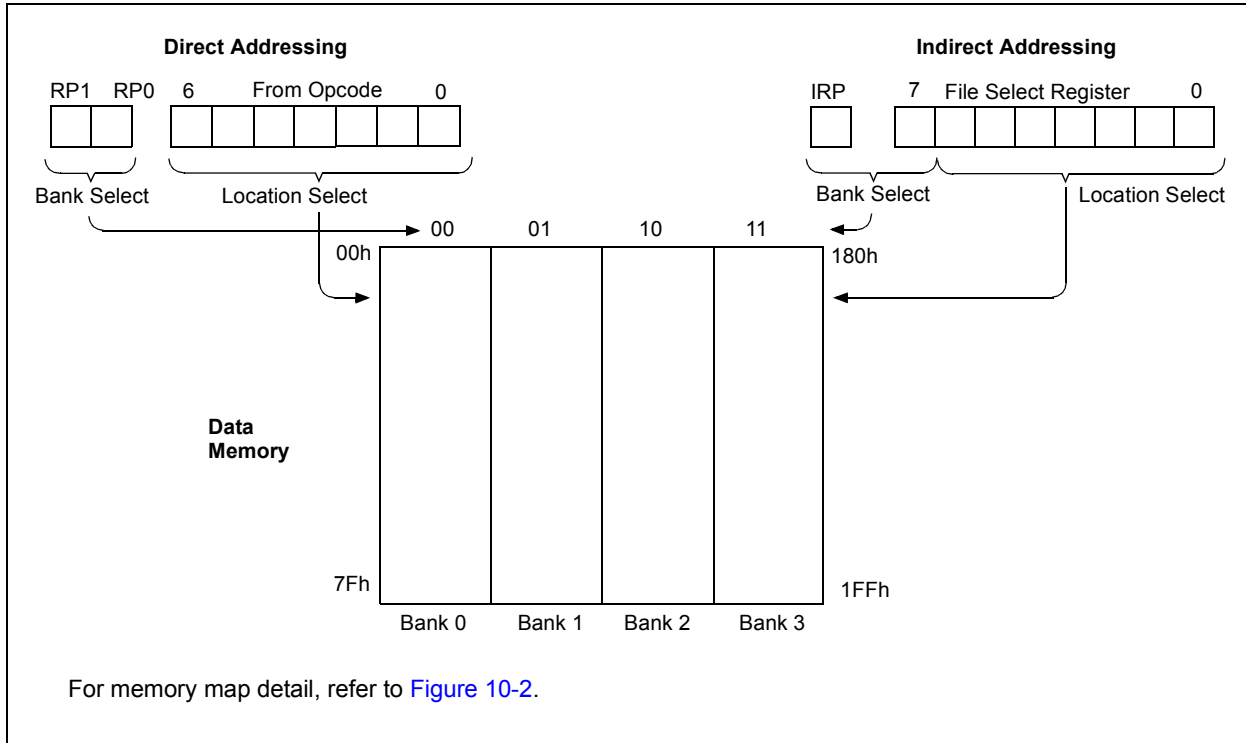 Direct Addressing
RP1 RP0 6 From Opcode 0
Bank Select Location Select
Indirect Addressing
IRP 7 File Select Register 0
Bank Select Location Select
00 01 10 11
00h 180h
Data
Memory
7Fh 1FFh
Bank 0 Bank 1 Bank 2 Bank 3
For memory map detail, refer to Figure 10-2.